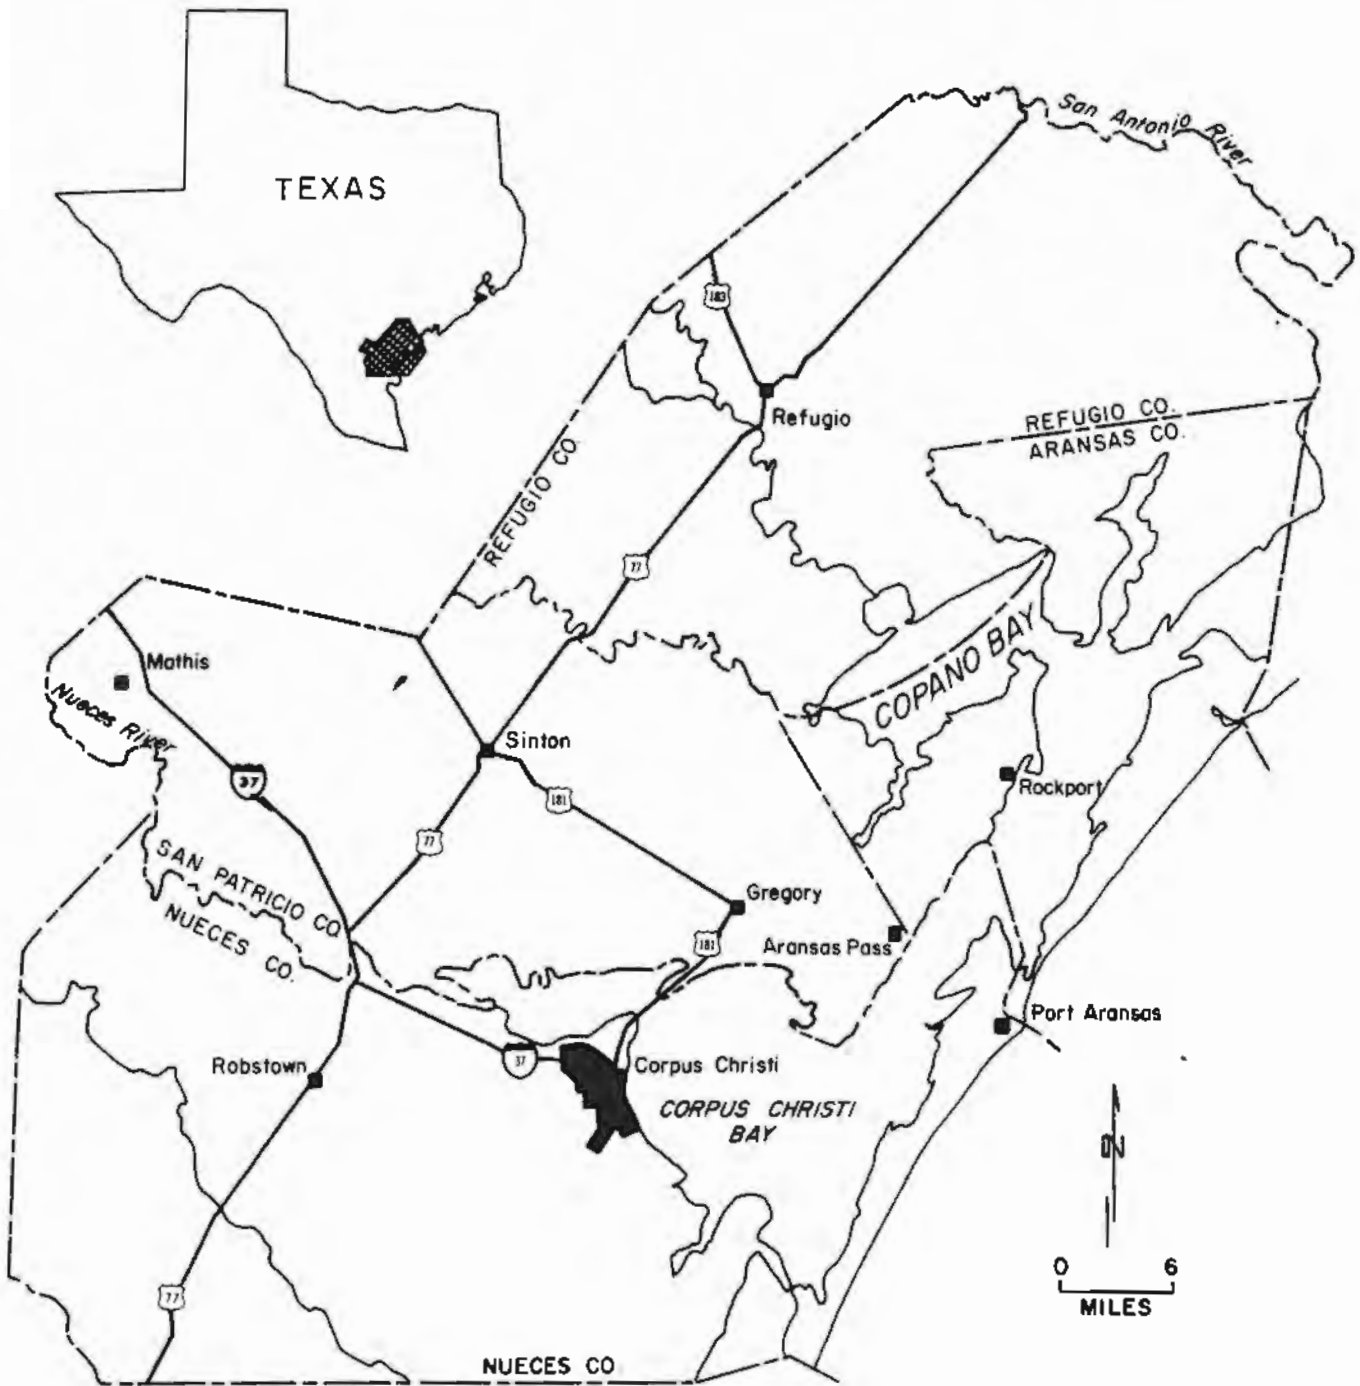 TEXAS
San Antonio River
183
Refugio
REFUGIO CO.
ARANSAS CO.
REFUGIO CO.
77
COPANO BAY
Mathis
Nueces River
37
Sinton
181
Rockport
77
SAN PATRICIO CO.
NUECES CO.
Gregory
181
Aransas Pass
Port Aransas
Robstown
37
Corpus Christi
CORPUS CHRISTI
BAY
N
0 6
MILES
77
NUECES CO.